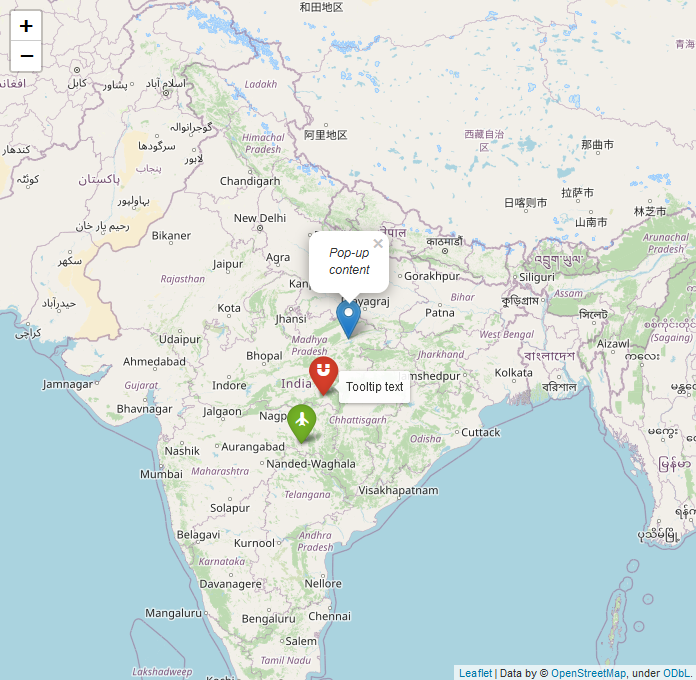 +
−
和田地区
青海
Ladakh
کابل
پشاور
اسلام آباد
گوجرانوالہ
سرگودها
لاہور
پنجاب
Himachal
Pradesh
阿里地区
西藏自治
区
那曲市
کوئٹہ
پاکستان
Chandigarh
拉萨市
日喀则市
山南市
林芝市
بہاولپور
رحیم یار خان
New Delhi
Bikaner
Arunachal
Pradesh
سکھر
Jaipur
Agra
Pop-up
content
×
काठमाडौं
Siliguri
Gorakhpur
Rajasthan
Assam
حیدرآباد
Kota
Jhansi
Patna
Bihar
কুড়িগ্রাম
সিলেট
کراچی
Udaipur
Madhya
Pradesh
West Bengal
Aizawl
(Sagaing)
Ahmedabad
Bhopal
Jharkhand
বাংলাদেশ
Jamnagar
Gujarat
Indore
India
Tooltip text
Kolkata
বরিশাল
Bhavnagar
Jalgaon
Chhattisgarh
Cuttack
Odisha
Nashik
Aurangabad
Mumbai
Maharashtra
Nanded-Waghala
Telangana
Visakhapatnam
Solapur
Belagavi
Kurnool
Andhra
Pradesh
Karnataka
Davanagere
Nellore
Mangaluru
Bengaluru
Chennai
Salem
Tamil Nadu
Lakshadweep
Leaflet | Data by © OpenStreetMap, under ODbL.